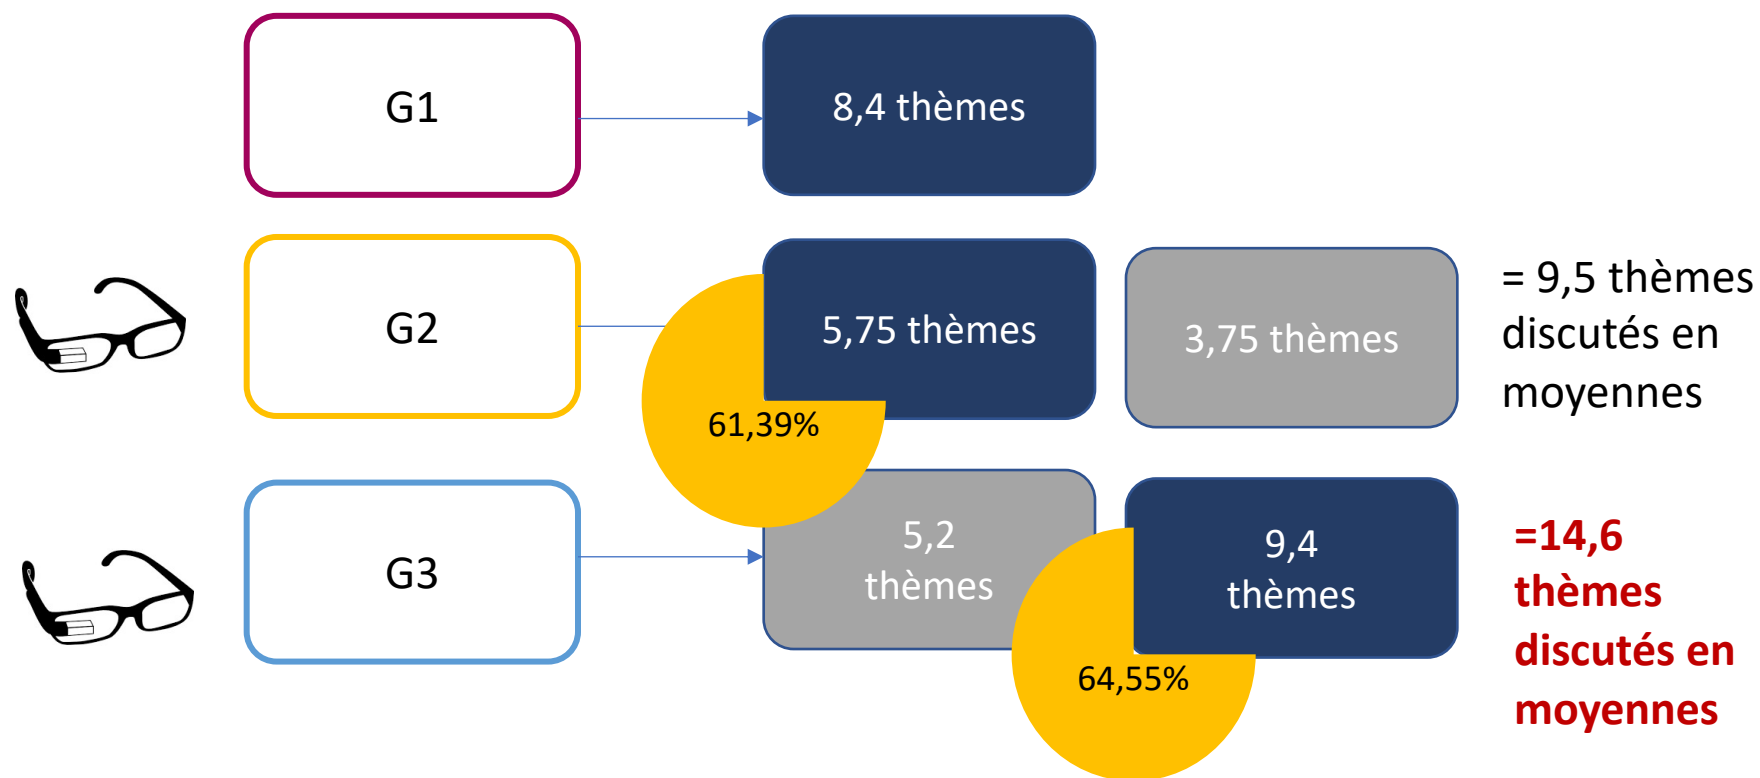 G1
8,4 thèmes
G2
5,75 thèmes
61,39%
3,75 thèmes
= 9,5 thèmes
discutés en
moyennes
G3
5,2
thèmes
9,4
thèmes
64,55%
=14,6
thèmes
discutés en
moyennes